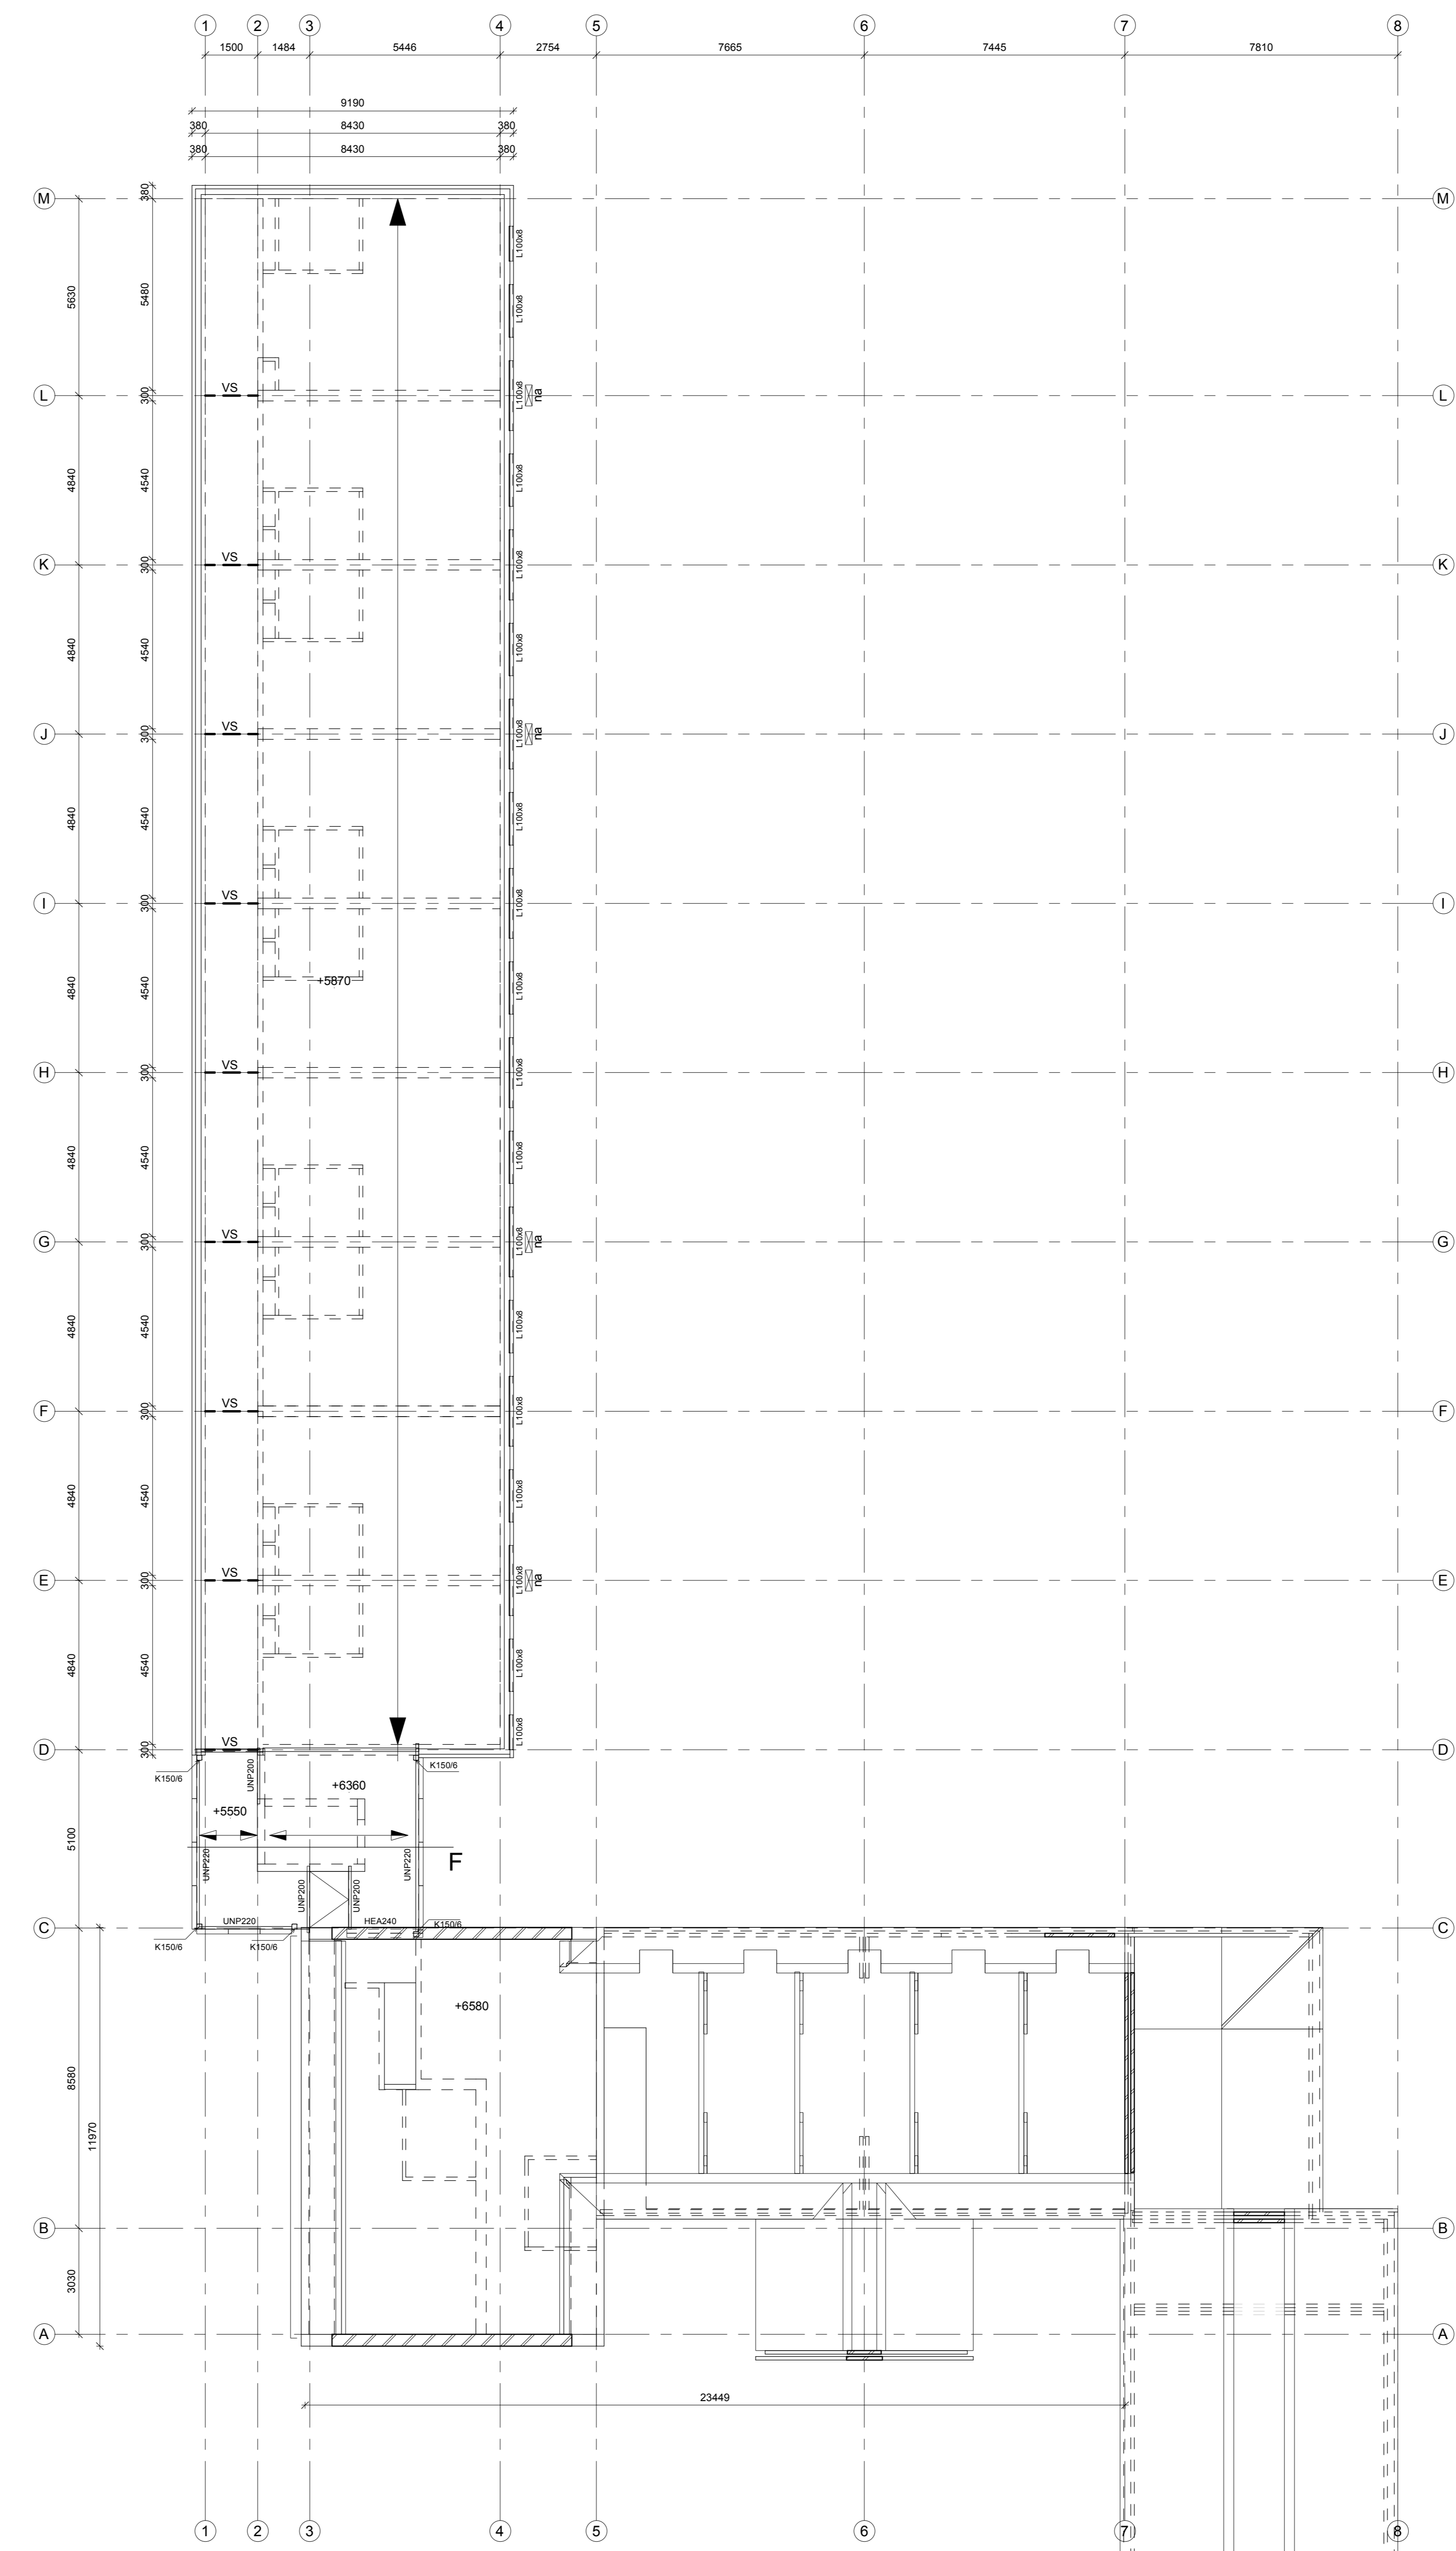 1 2 3 4 5 6 7 8
1500 1484 5446 2754 7665 7445 7810
9190
380 8430 380
380 8430 380
380
M M
L100x8
5630 5480
L100x8
L 300 VS L100x8 na L
4840 4540 L100x8
K 300 VS L100x8 K
4840 4540 L100x8
J 300 VS L100x8 na J
4840 4540 L100x8
I 300 VS L100x8 I
4840 4540 +5870 L100x8
H 300 VS L100x8 H
4840 4540 L100x8
G 300 VS L100x8 na G
4840 4540 L100x8
F 300 VS L100x8 F
4840 4540 L100x8
E 300 VS L100x8 na E
4840 4540 L100x8
L100x8
D 300 VS D
K150/6 UNP200 K150/6
+6360
+5550
5100
F
UNP220 UNP220
UNP200 UNP200
C UNP220 HEA240 K150/6 C
K150/6 K150/6
+6580
8580
11970
B B
3030
A A
23449
1 2 3 4 5 6 7 8